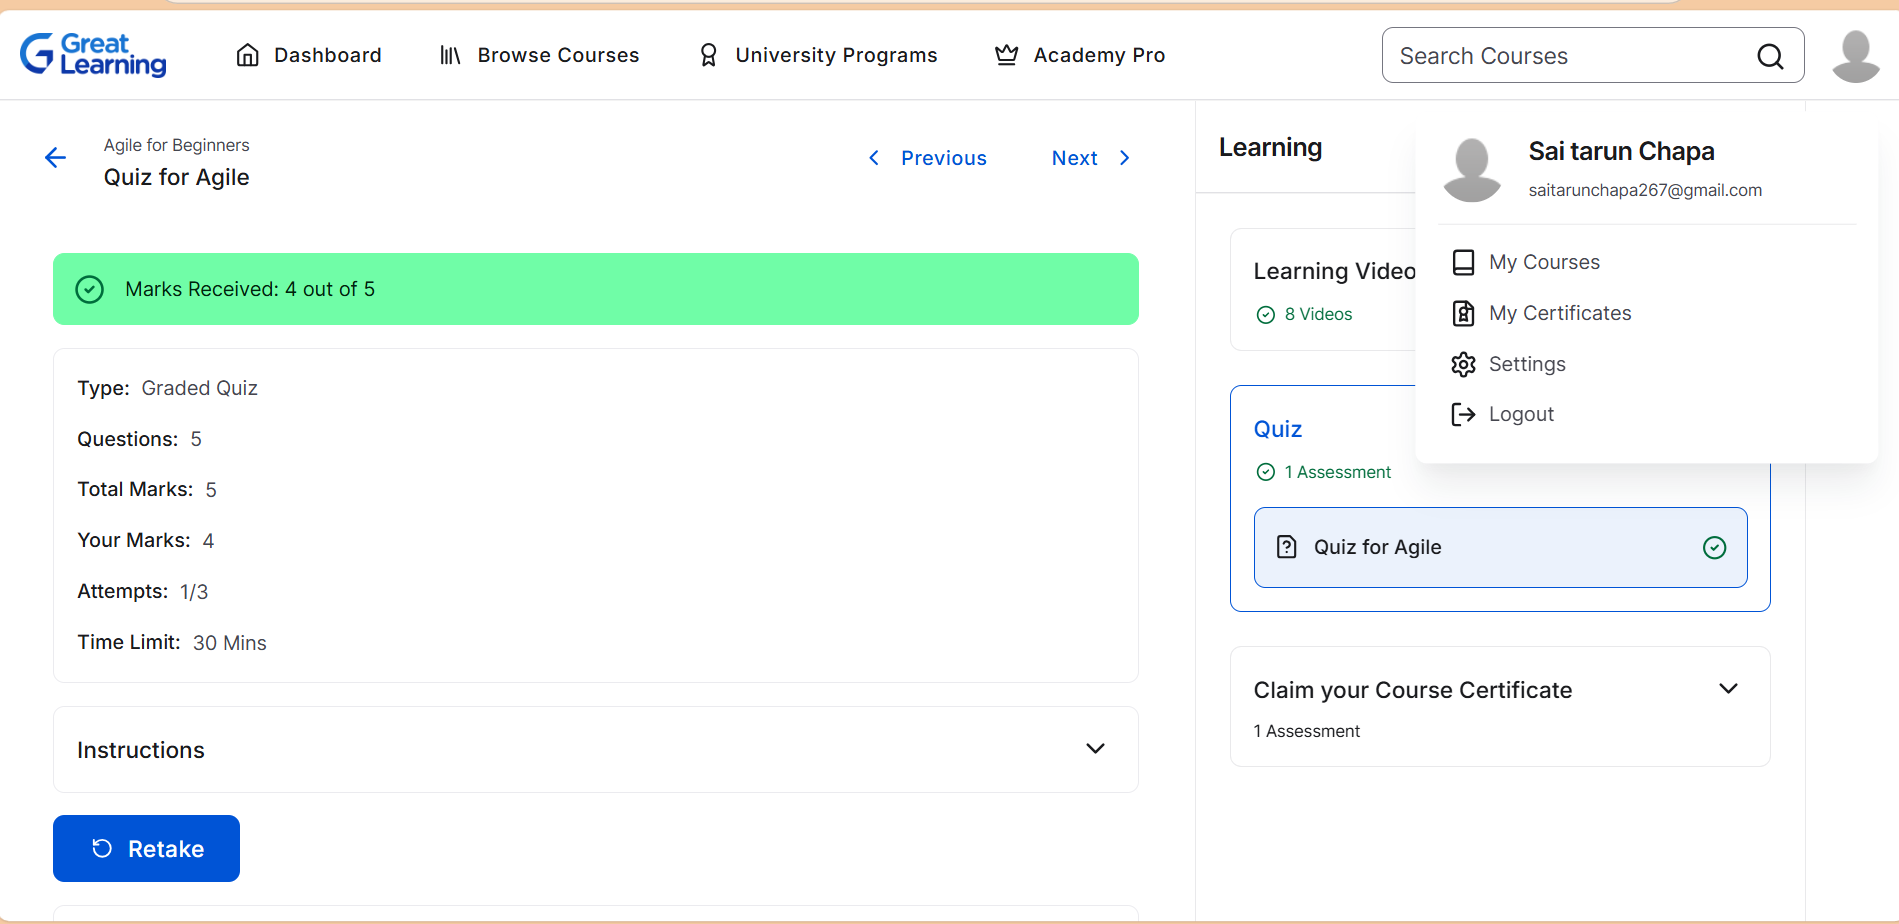 Great
Learning
Dashboard
Browse Courses
University Programs
Academy Pro
Search Courses
Agile for Beginners
Quiz for Agile
Previous
Next
Marks Received: 4 out of 5
Type: Graded Quiz
Questions: 5
Total Marks: 5
Your Marks: 4
Attempts: 1/3
Time Limit: 30 Mins
Instructions
Retake
Learning
Learning Video
8 Videos
Quiz
1 Assessment
Quiz for Agile
Claim your Course Certificate
1 Assessment
Sai tarun Chapa
saitarunchapa267@gmail.com
My Courses
My Certificates
Settings
Logout